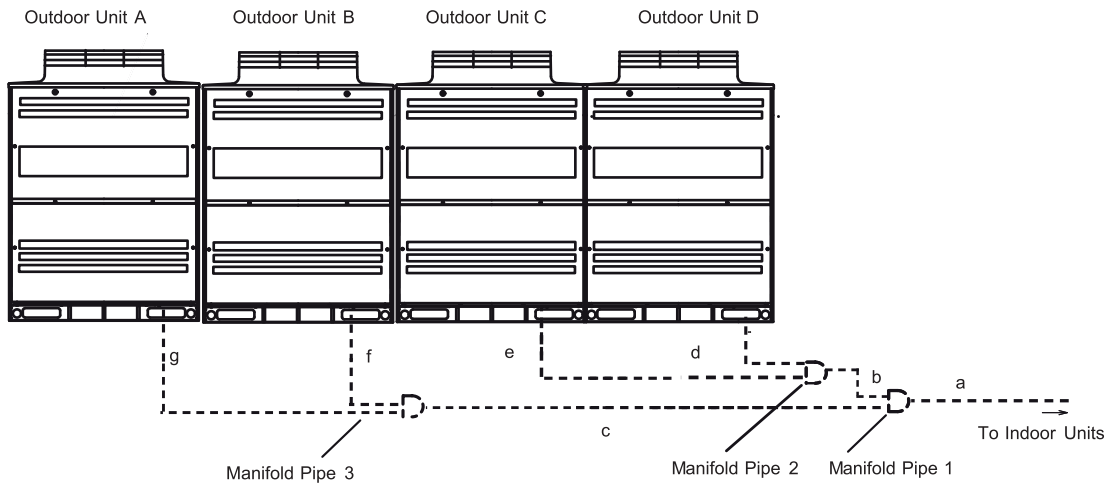 Outdoor Unit A
Outdoor Unit B
Outdoor Unit C
Outdoor Unit D
g
f
e
d
b
a
c
To Indoor Units
Manifold Pipe 3
Manifold Pipe 2
Manifold Pipe 1